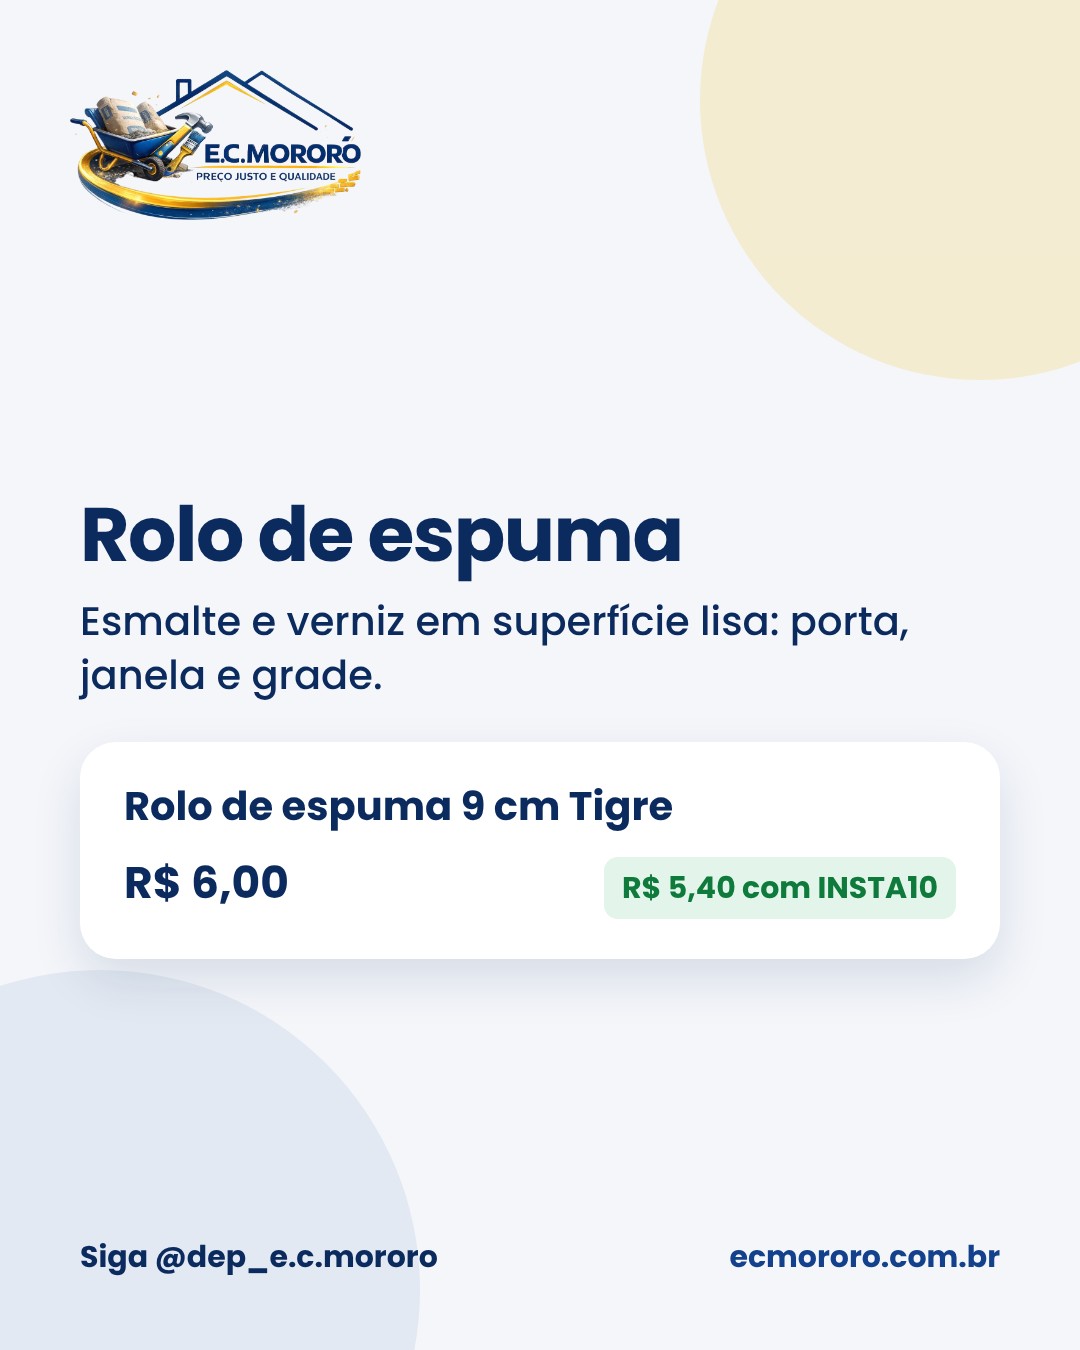 E.C.MORORÓ
PREÇO JUSTO E QUALIDADE
Rolo de espuma
Esmalte e verniz em superfície lisa: porta,
janela e grade.
Rolo de espuma 9 cm Tigre
R$ 6,00
R$ 5,40 com INSTA10
Siga @dep_e.c.mororo
ecmororo.com.br